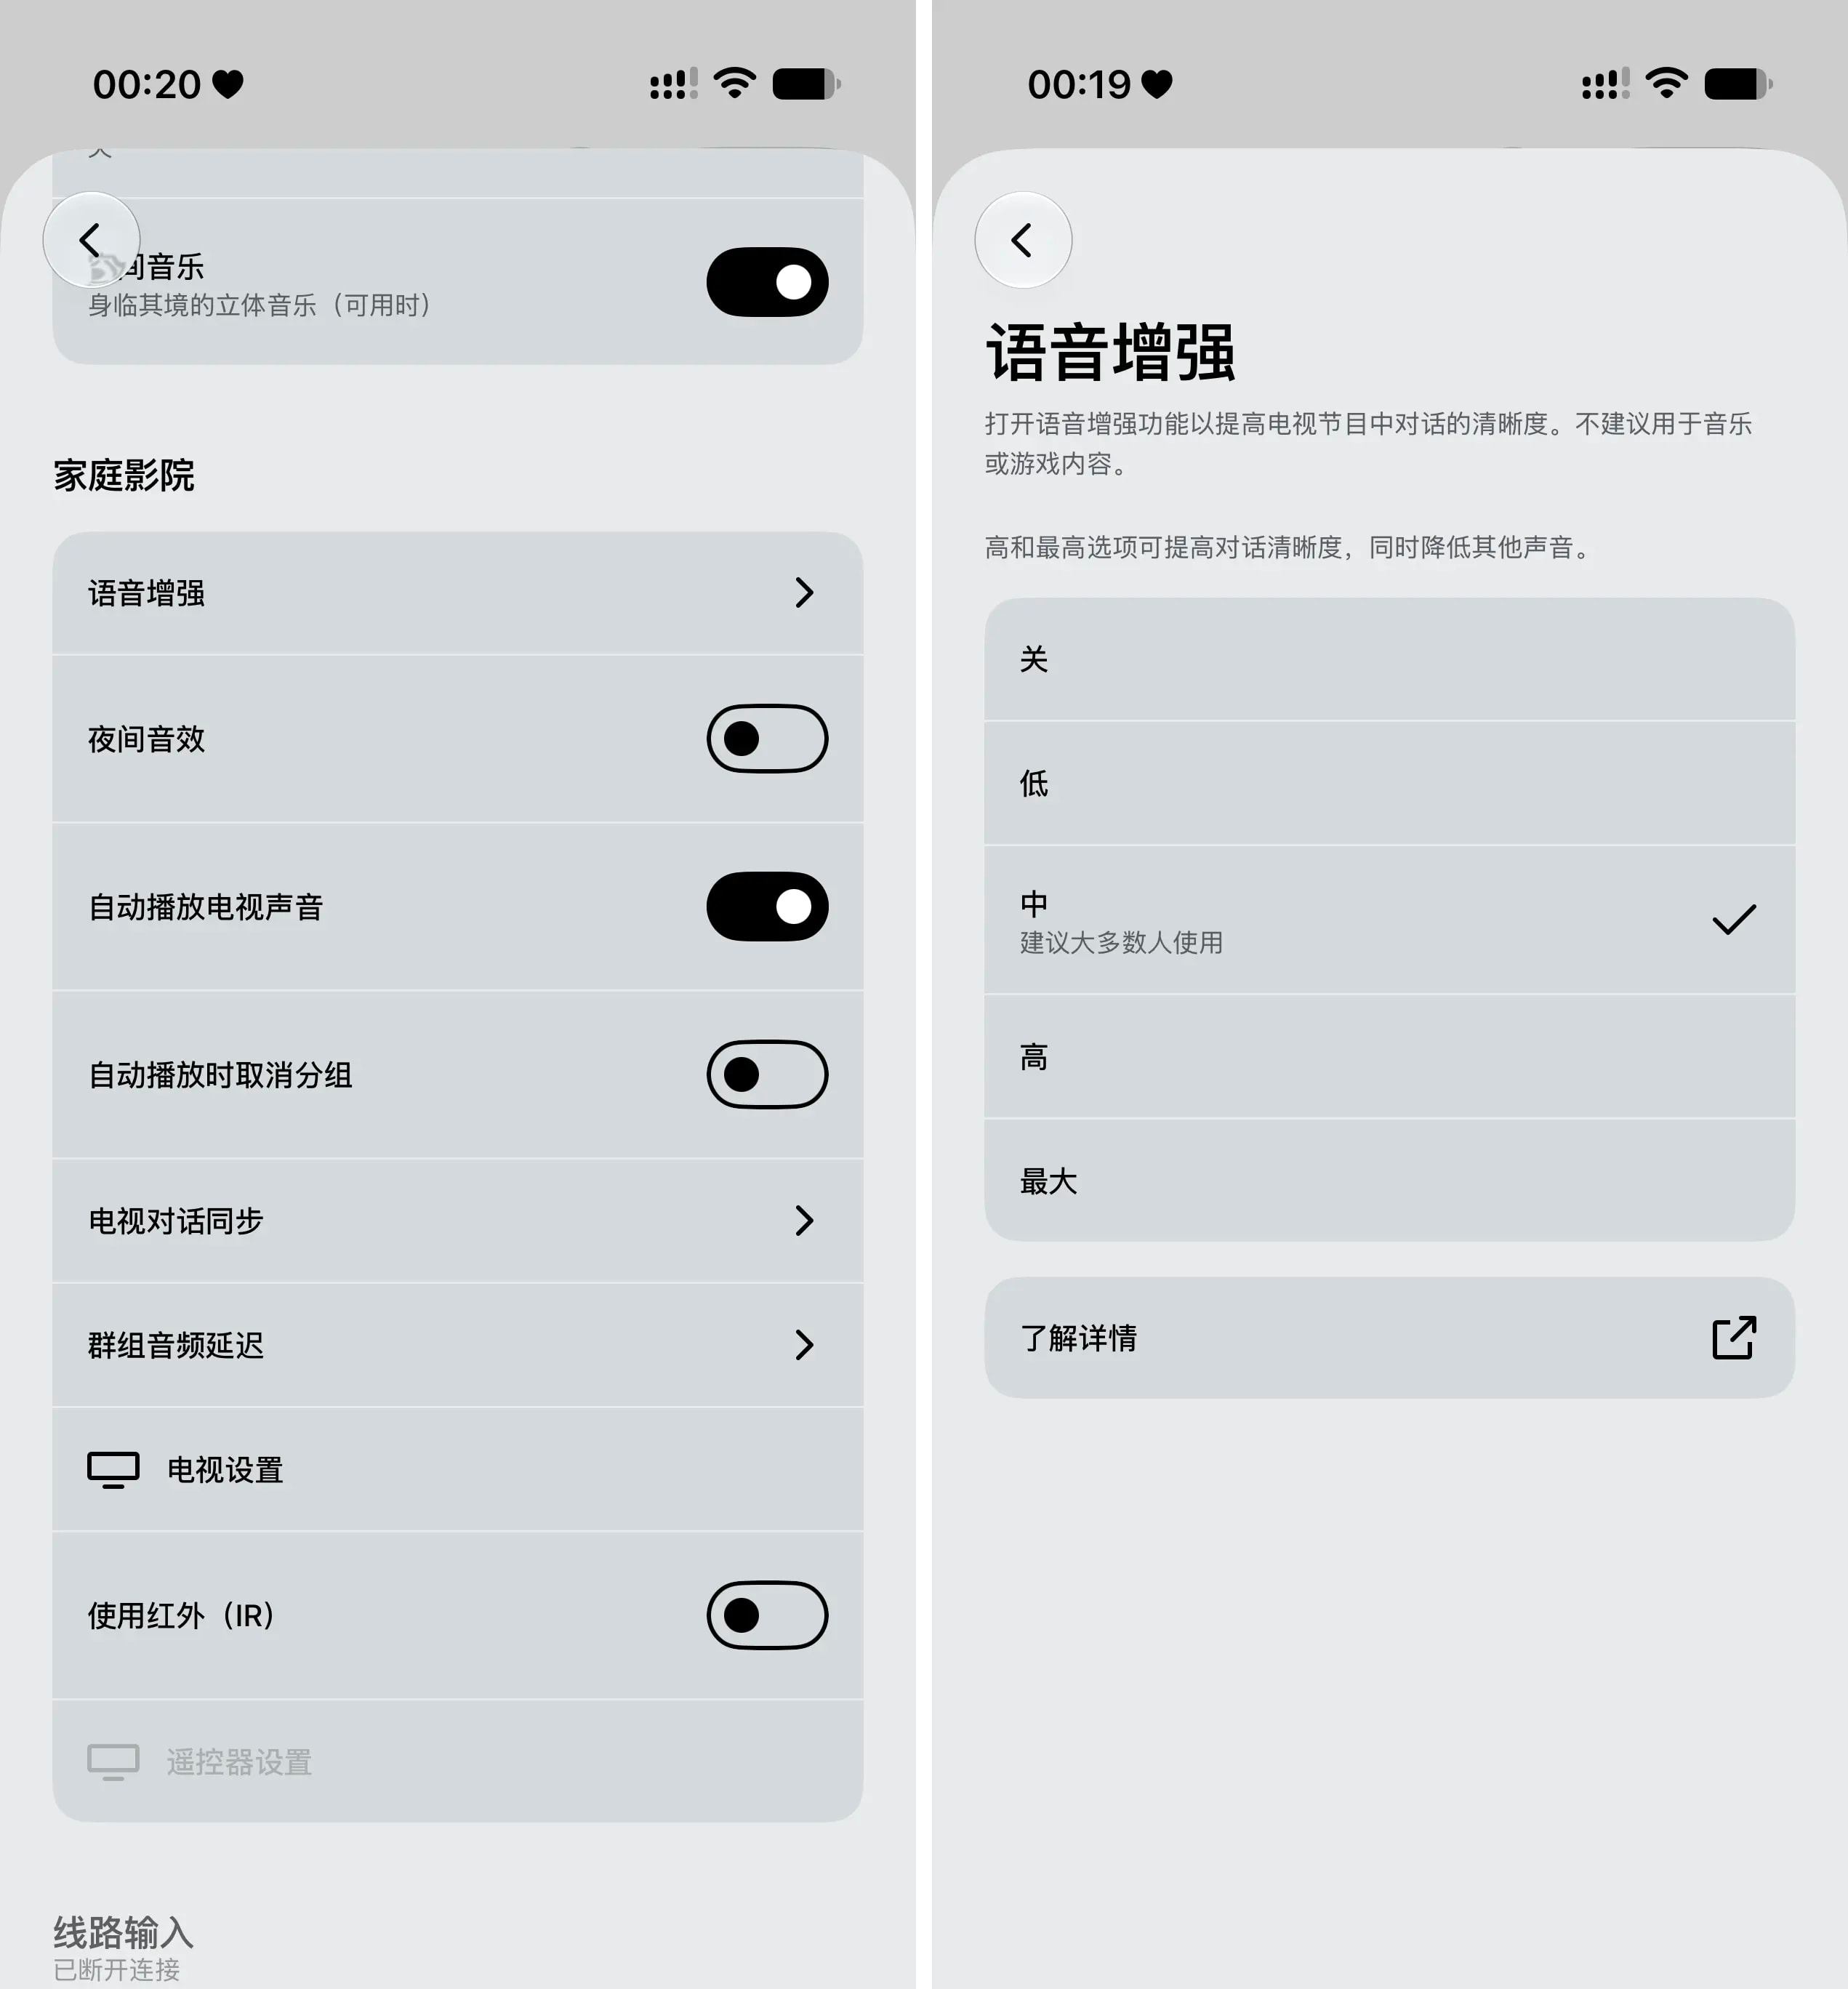 00:20
间音乐
身临其境的立体音乐（可用时）
家庭影院
语音增强
夜间音效
自动播放电视声音
自动播放时取消分组
电视对话同步
群组音频延迟
电视设置
使用红外（IR）
遥控器设置
线路输入
已断开连接
00:19
语音增强
打开语音增强功能以提高电视节目中对话的清晰度。不建议用于音乐
或游戏内容。
高和最高选项可提高对话清晰度，同时降低其他声音。
关
低
中
建议大多数人使用
高
最大
了解详情